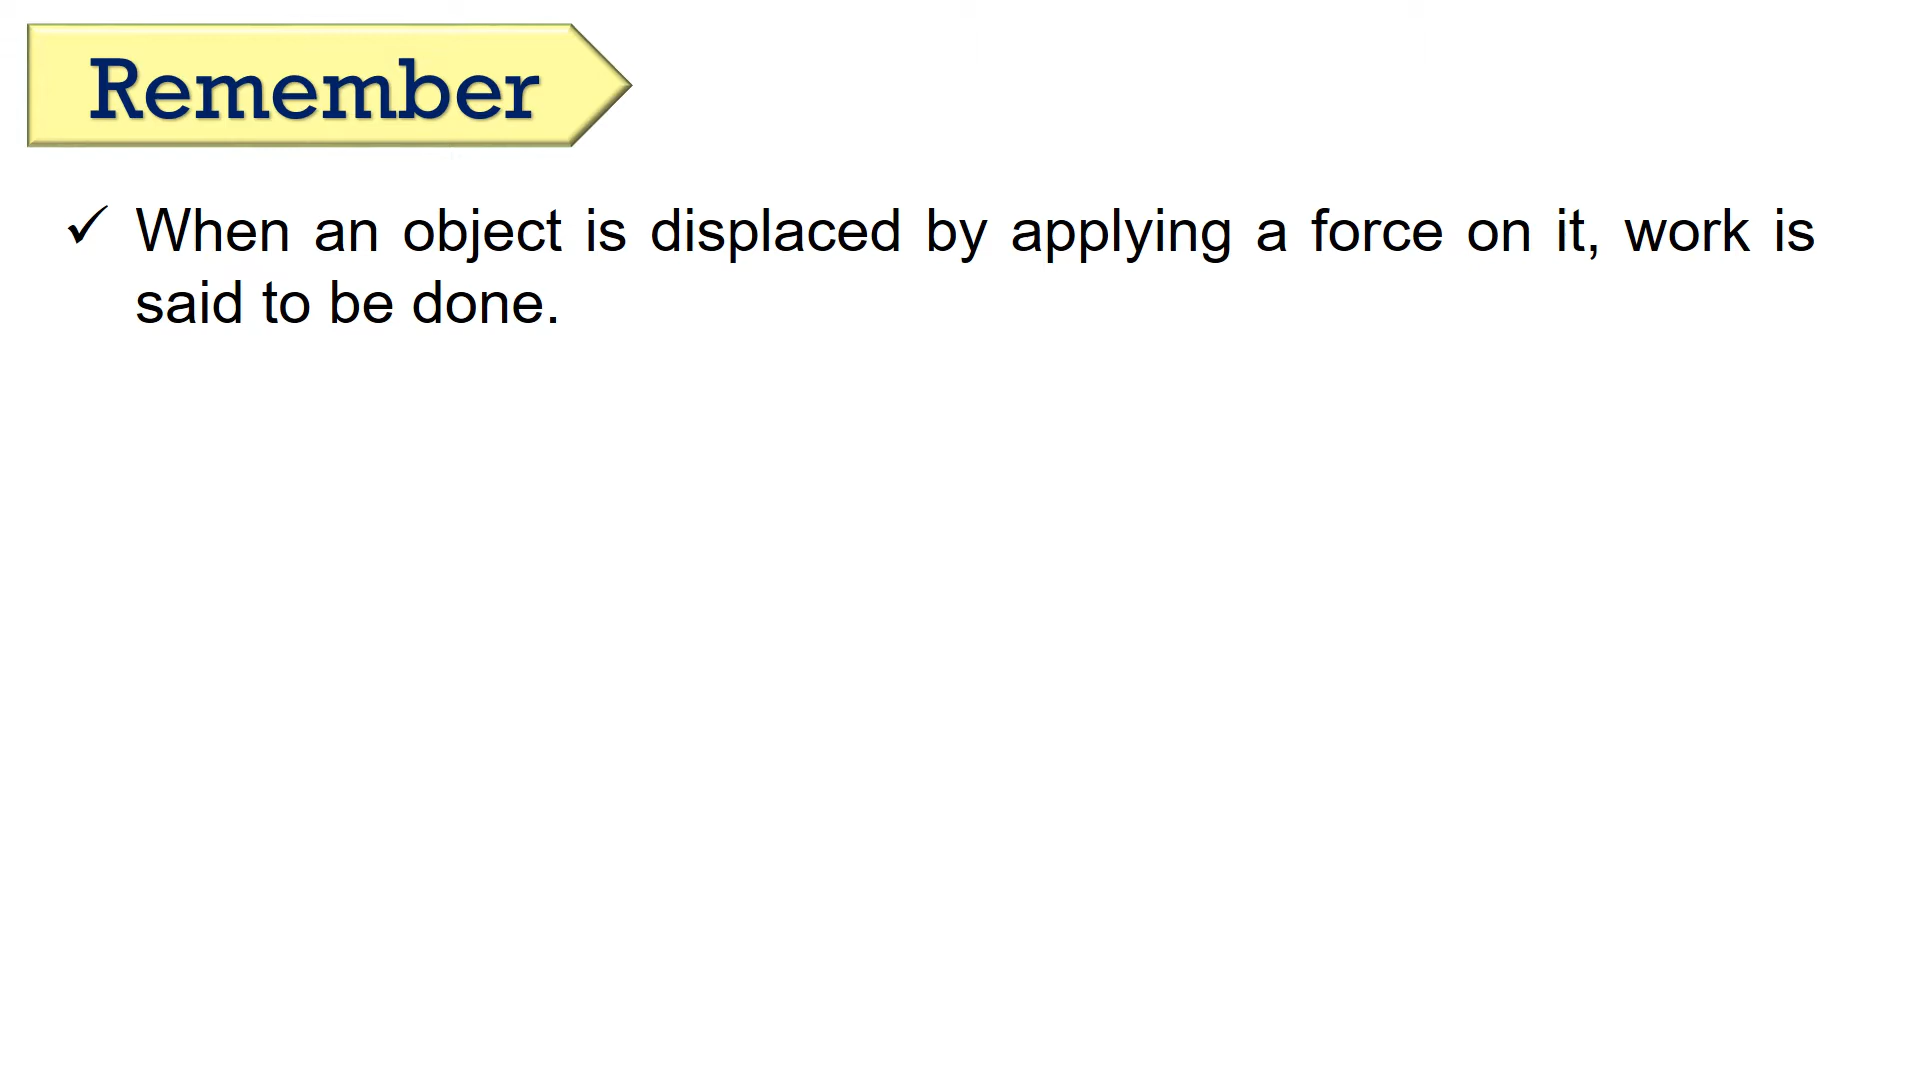 Remember
✓ When an object is displaced by applying a force on it, work is
said to be done.